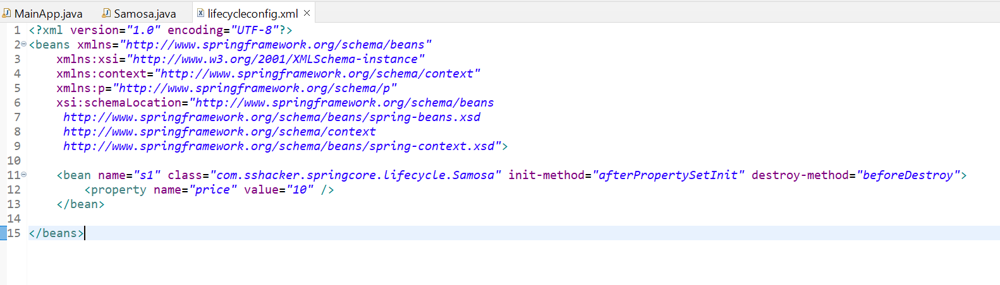 MainApp.java Samosa.java lifecycleconfig.xml
1 <?xml version="1.0" encoding="UTF-8"?>
2 <beans xmlns="http://www.springframework.org/schema/beans"
3 xmlns:xsi="http://www.w3.org/2001/XMLSchema-instance"
4 xmlns:context="http://www.springframework.org/schema/context"
5 xmlns:p="http://www.springframework.org/schema/p"
6 xsi:schemaLocation="http://www.springframework.org/schema/beans
7 http://www.springframework.org/schema/beans/spring-beans.xsd
8 http://www.springframework.org/schema/context
9 http://www.springframework.org/schema/beans/spring-context.xsd">
10
11 <bean name="s1" class="com.sshacker.springcore.lifecycle.Samosa" init-method="afterPropertySetInit" destroy-method="beforeDestroy">
12 <property name="price" value="10" />
13 </bean>
14
15 </beans>